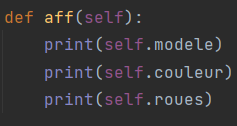 def aff(self):
    print(self.modele)
    print(self.couleur)
    print(self.roues)